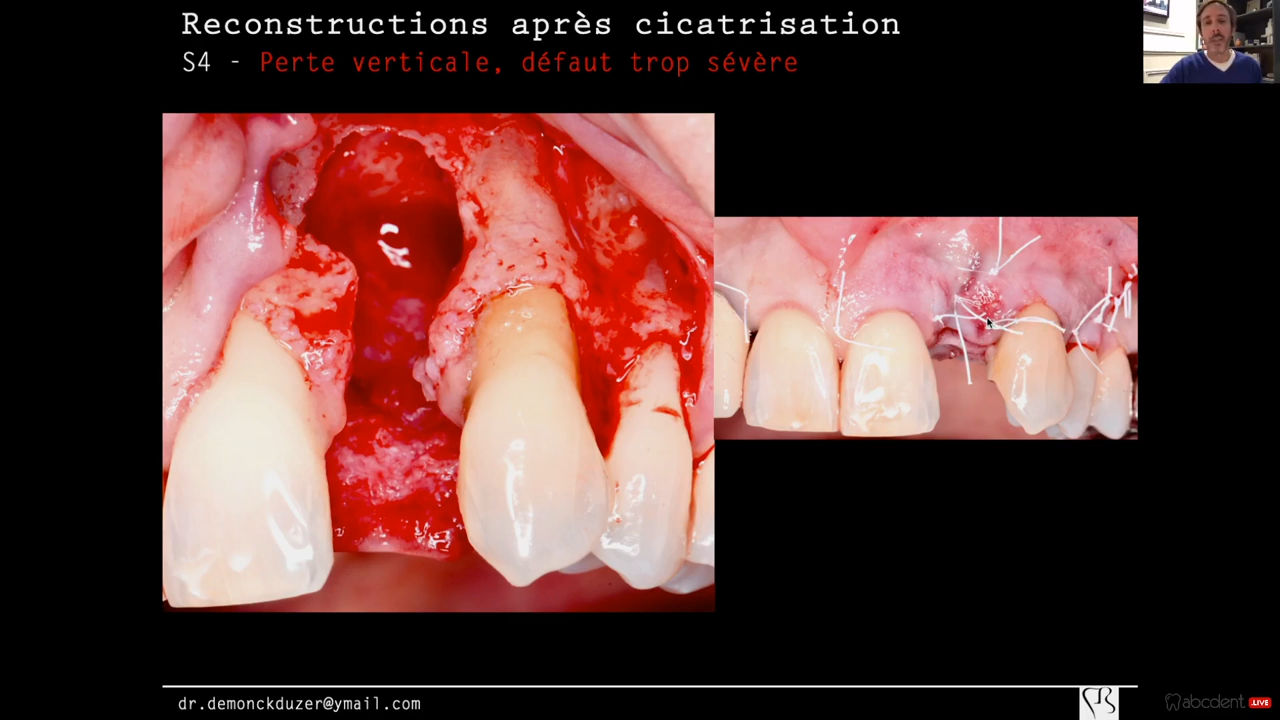 Reconstructions après cicatrisation
S4 - Perte verticale, défaut trop sévère
dr.demonckduzer@ymail.com
abcdent LIVE